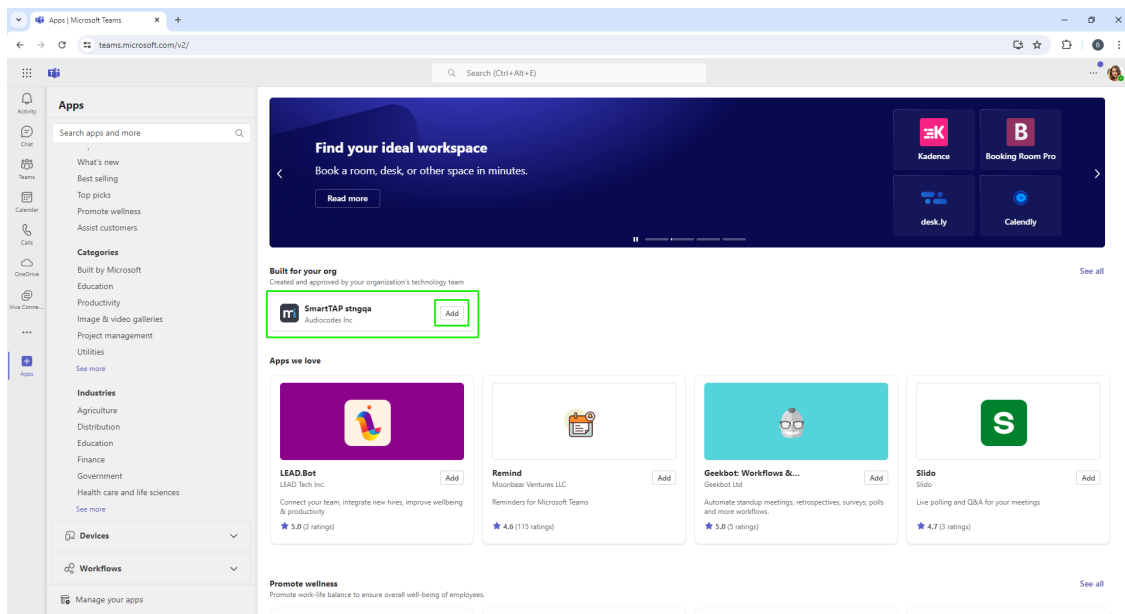 Apps | Microsoft Teams
teams.microsoft.com/v2/
B
Search (Ctrl+Alt+E)
Activity
Chat
Teams
Calendar
Calls
OneDrive
Viva Conne...
Apps
Apps
Search apps and more
What's new
Best selling
Top picks
Promote wellness
Assist customers
Categories
Built by Microsoft
Education
Productivity
Image & video galleries
Project management
Utilities
See more
Industries
Agriculture
Distribution
Education
Finance
Government
Health care and life sciences
See more
Devices
Workflows
Manage your apps
Find your ideal workspace
Book a room, desk, or other space in minutes.
Read more
K
Kadence
B
Booking Room Pro
desk.ly
Calendly
Built for your org
See all
Created and approved by your organization's technology team
SmartTAP stngqa
Audiocodes Inc
Add
Apps we love
LEAD.Bot
LEAD Tech Inc.
Add
Connect your team, integrate new hires, improve wellbeing
& productivity
5.0 (3 ratings)
Remind
Moonbear Ventures LLC
Add
Reminders for Microsoft Teams
4.6 (115 ratings)
Geekbot: Workflows &...
Geekbot Ltd
Add
Automate standup meetings, retrospectives, surveys, polls
and more workflows.
5.0 (5 ratings)
S
Slido
Slido
Add
Live polling and Q&A for your meetings
4.7 (3 ratings)
Promote wellness
See all
Promote work-life balance to ensure overall well-being of employees.